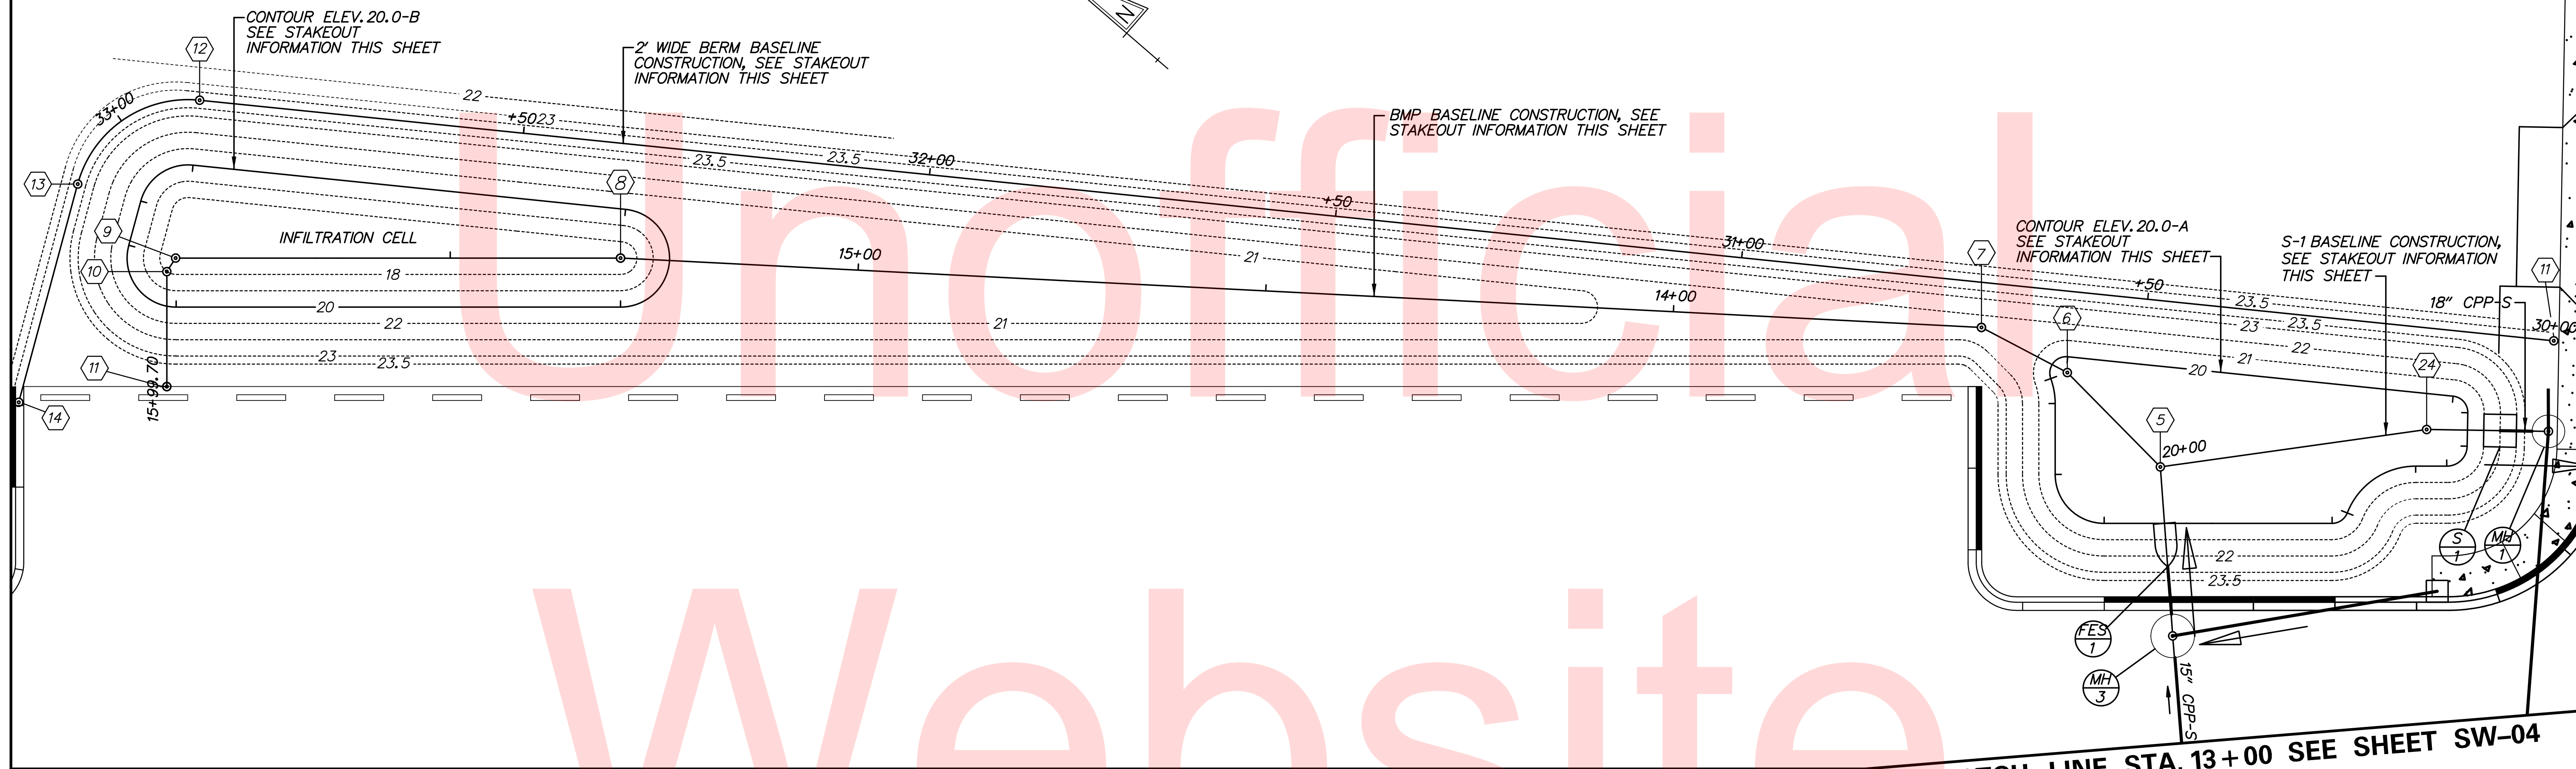 N
CONTOUR ELEV. 20.0-B
SEE STAKEOUT
INFORMATION THIS SHEET
12
2' WIDE BERM BASELINE
CONSTRUCTION, SEE STAKEOUT
INFORMATION THIS SHEET
33+00
22
+50
23
BMP BASELINE CONSTRUCTION, SEE
STAKEOUT INFORMATION THIS SHEET
23.5
23.5
32+00
13
8
+50
9
INFILTRATION CELL
15+00
21
31+00
7
CONTOUR ELEV. 20.0-A
SEE STAKEOUT
INFORMATION THIS SHEET
S-1 BASELINE CONSTRUCTION,
SEE STAKEOUT INFORMATION
THIS SHEET
11
10
18
14+00
+50
23.5
18" CPP-S
20
22
21
6
23
23.5
22
30+00
23
23.5
21
20
24
11
15+99.70
14
5
20+00
S
1
MH
1
22
23.5
FES
1
MH
3
15" CPP-S
LINE STA. 13+00 SEE SHEET SW-04
Unofficial
Website